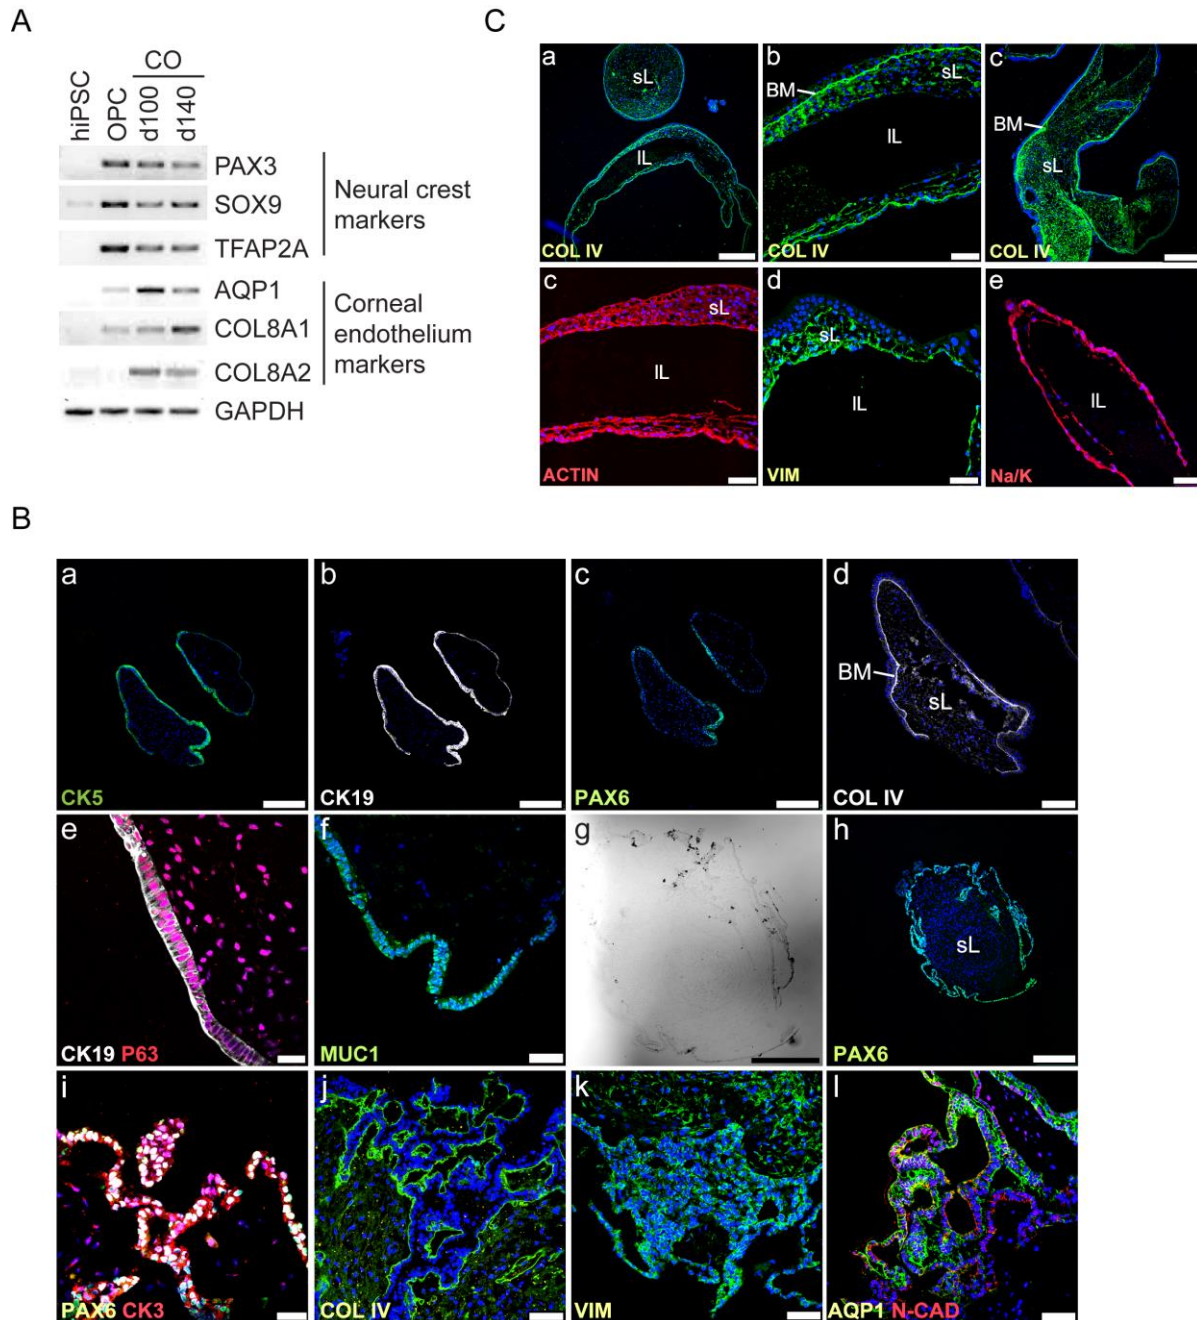 A
CO
hiPSC
OPC
d100
d140
PAX3
SOX9
TFAP2A
Neural crest
markers
AQP1
COL8A1
COL8A2
Corneal
endothelium
markers
GAPDH
C
a
sL
IL
COL IV
b
BM
sL
IL
COL IV
c
BM
sL
COL IV
c
sL
IL
ACTIN
d
sL
IL
VIM
e
IL
Na/K
B
a
CK5
b
CK19
c
PAX6
d
BM
sL
COL IV
e
CK19 P63
f
MUC1
g
h
sL
PAX6
i
PAX6 CK3
j
COL IV
k
VIM
l
AQP1 N-CAD